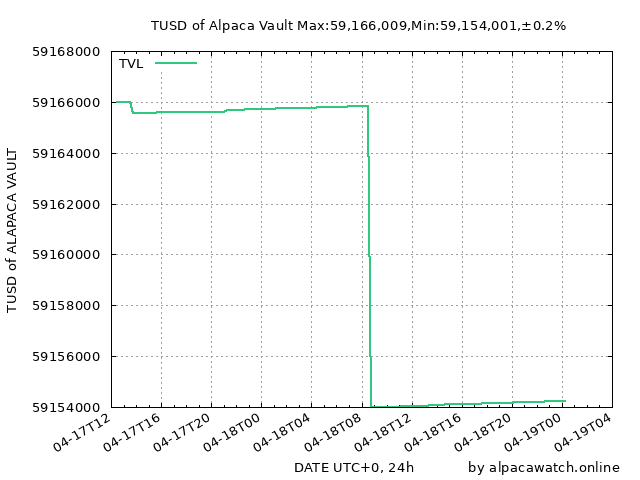 TUSD of Alpaca Vault Max:59,166,009,Min:59,154,001,±0.2%
TVL
59168000
59166000
59164000
59162000
59160000
59158000
59156000
59154000
TUSD of ALAPACA VAULT
04-17T12
04-17T16
04-17T20
04-18T00
04-18T04
04-18T08
04-18T12
04-18T16
04-18T20
04-19T00
04-19T04
DATE UTC+0, 24h
by alpacawatch.online